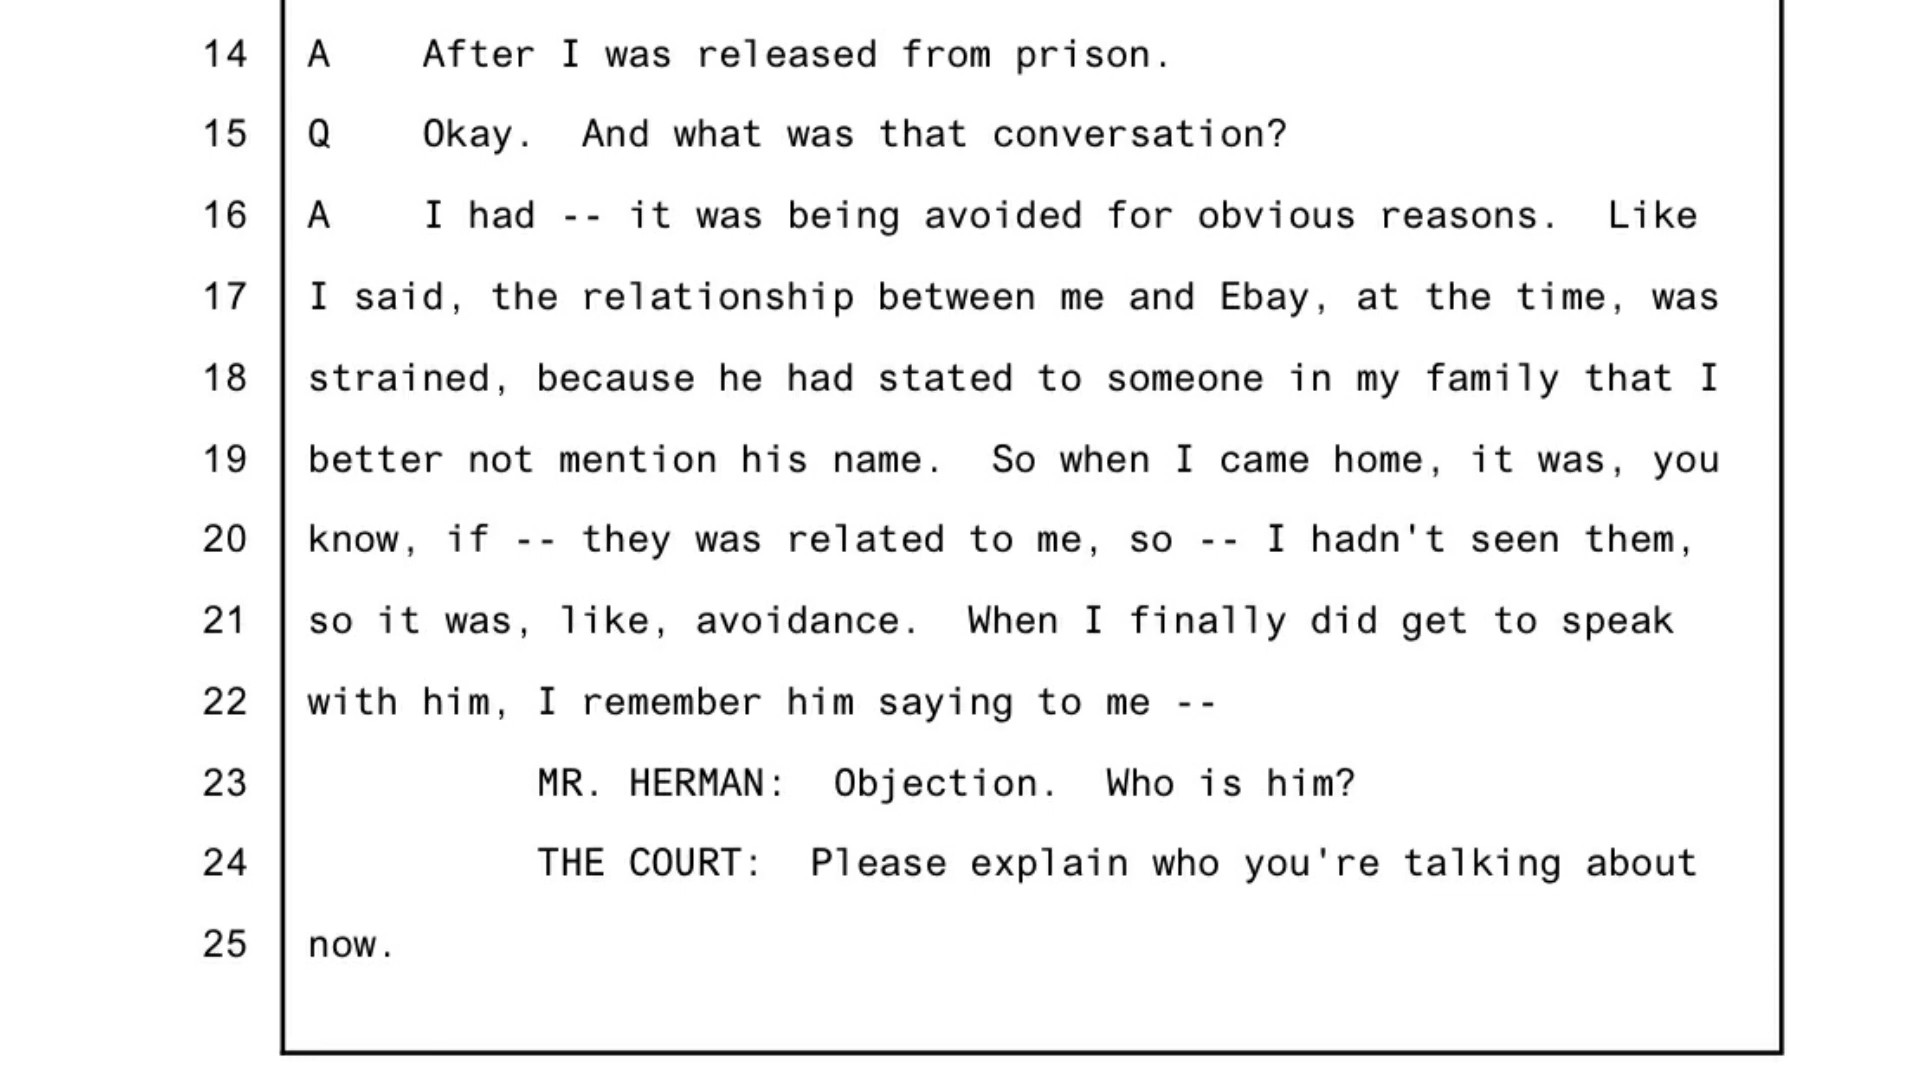 14 A After I was released from prison.
15 Q Okay. And what was that conversation?
16 A I had -- it was being avoided for obvious reasons. Like
17 I said, the relationship between me and Ebay, at the time, was
18 strained, because he had stated to someone in my family that I
19 better not mention his name. So when I came home, it was, you
20 know, if -- they was related to me, so -- I hadn't seen them,
21 so it was, like, avoidance. When I finally did get to speak
22 with him, I remember him saying to me --
23 MR. HERMAN: Objection. Who is him?
24 THE COURT: Please explain who you're talking about
25 now.